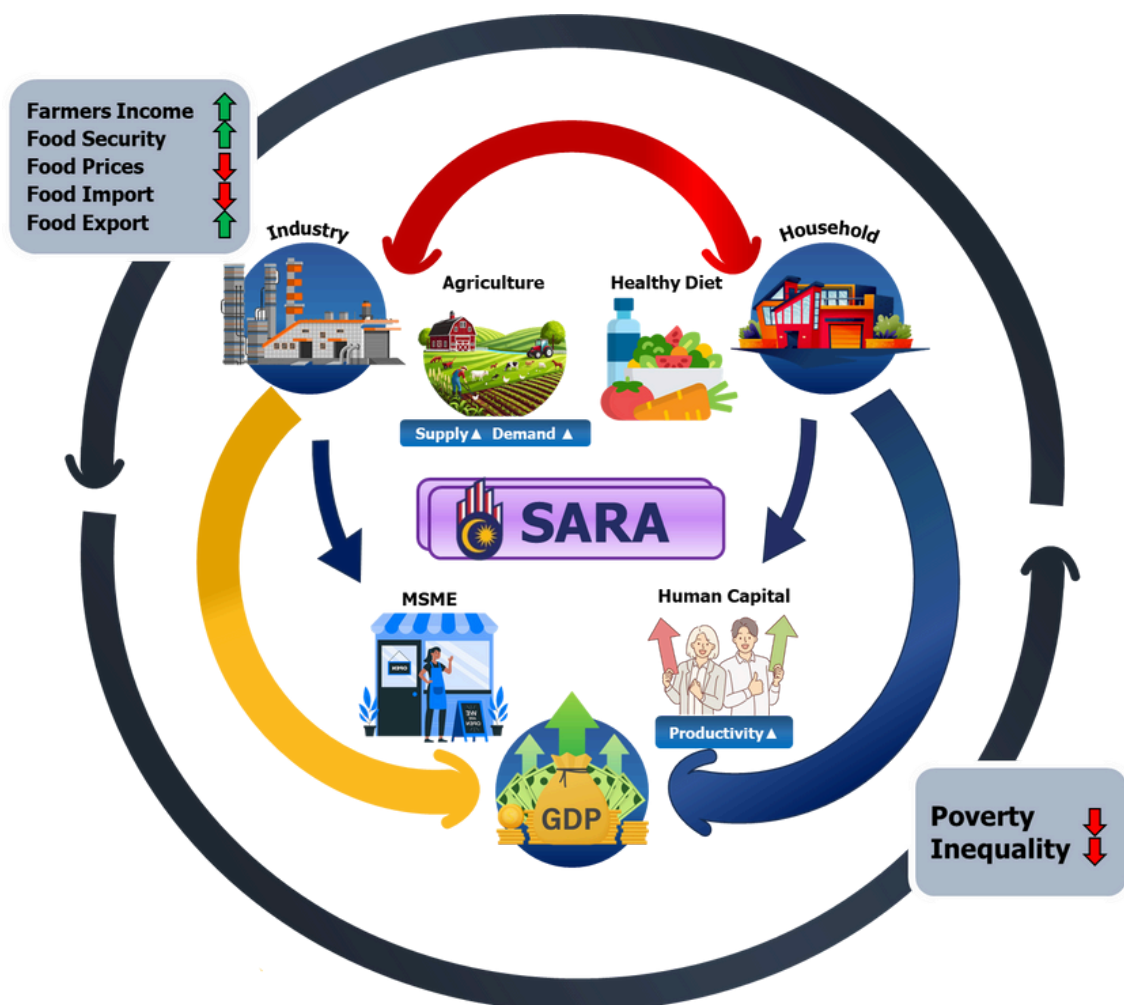 Farmers Income
Food Security
Food Prices
Food Import
Food Export
Industry
Household
Agriculture
Healthy Diet
Supply▲ Demand ▲
SARA
MSME
Human Capital
OPEN
Productivity▲
GDP
Poverty
Inequality